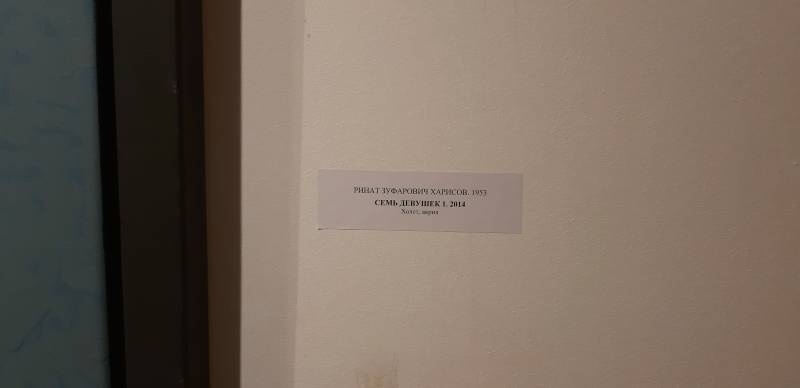 РИНАТ ЗУФАРОВИЧ ХАРИСОВ. 1953
СЕМЬ ДЕВУШЕК 1. 2014
Холст, акрил